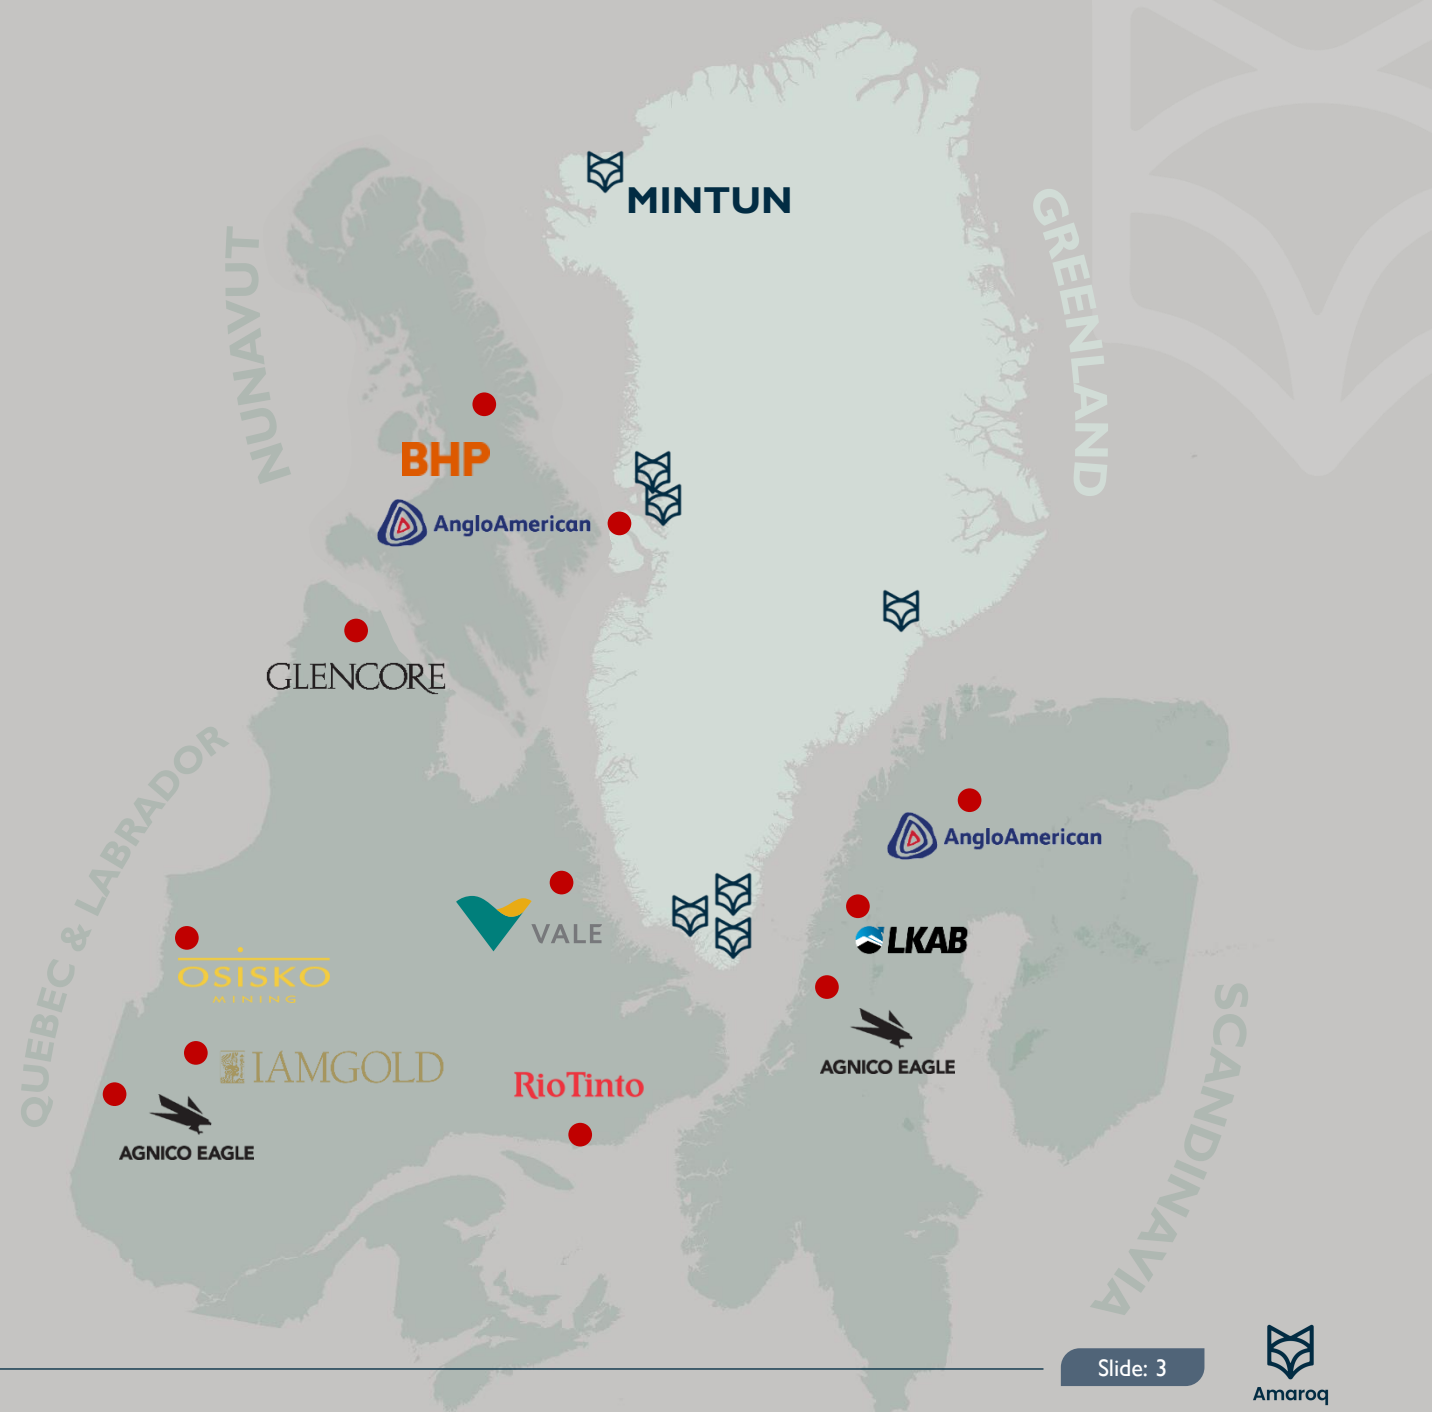 MINTUN
NUNAVUT
GREENLAND
BHP
AngloAmerican
GLENCORE
QUEBEC & LABRADOR
AngloAmerican
VALE
LKAB
OSISKO
MINING
SCANDINAVIA
IAMGOLD
AGNICO EAGLE
RioTinto
AGNICO EAGLE
Slide: 3
Amaroq